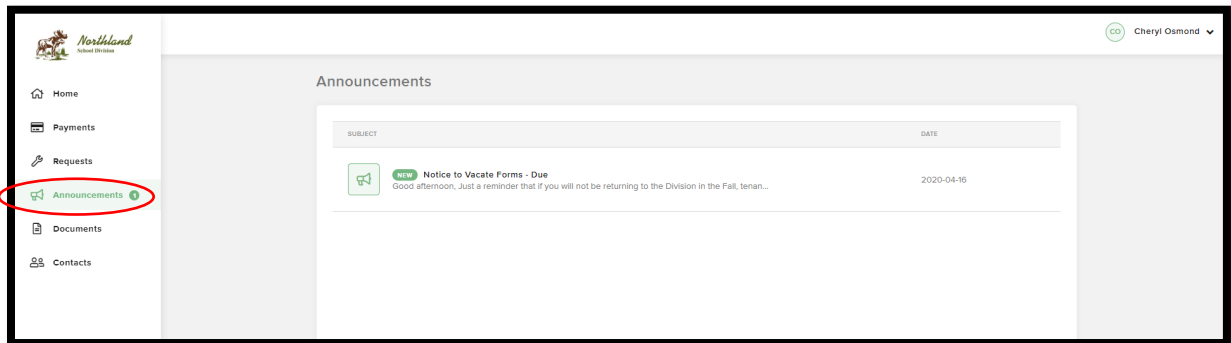 Northland
School Division
CO Cheryl Osmond
Home
Payments
Requests
Announcements 1
Documents
Contacts
Announcements
SUBJECT DATE
NEW Notice to Vacate Forms - Due
Good afternoon, Just a reminder that if you will not be returning to the Division in the Fall, tenan...
2020-04-16